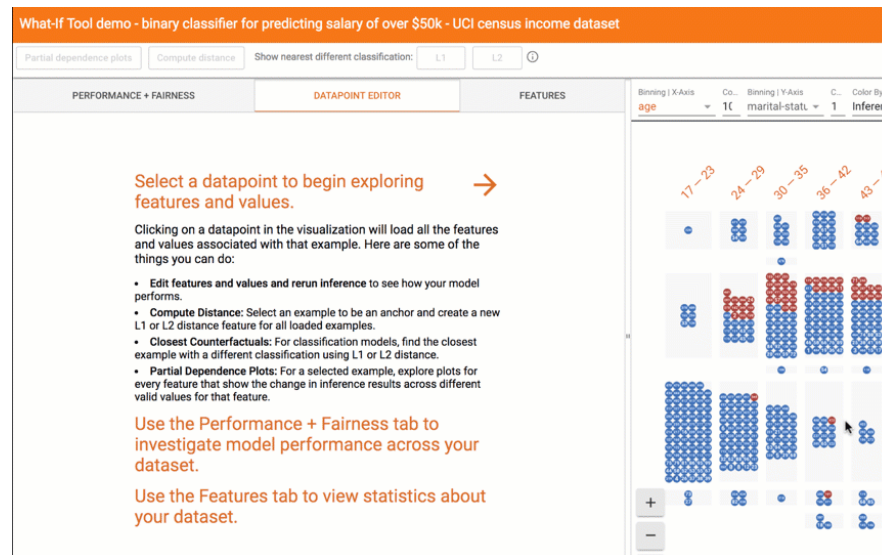 What-If Tool demo - binary classifier for predicting salary of over $50k - UCI census income dataset
Partial dependence plots
Compute distance
Show nearest different classification:
L1
L2
PERFORMANCE + FAIRNESS
DATAPOINT EDITOR
FEATURES
Binning | X-Axis
Co...
Binning | Y-Axis
C...
Color By
age
marital-statu
1
Inferen
17 – 23
24 – 29
30 – 35
36 – 42
43 –
Select a datapoint to begin exploring
features and values.
Clicking on a datapoint in the visualization will load all the features
and values associated with that example. Here are some of the
things you can do:
• Edit features and values and rerun inference to see how your model
performs.
• Compute Distance: Select an example to be an anchor and create a new
L1 or L2 distance feature for all loaded examples.
• Closest Counterfactuals: For classification models, find the closest
example with a different classification using L1 or L2 distance.
• Partial Dependence Plots: For a selected example, explore plots for
every feature that show the change in inference results across different
valid values for that feature.
Use the Performance + Fairness tab to
investigate model performance across your
dataset.
Use the Features tab to view statistics about
your dataset.